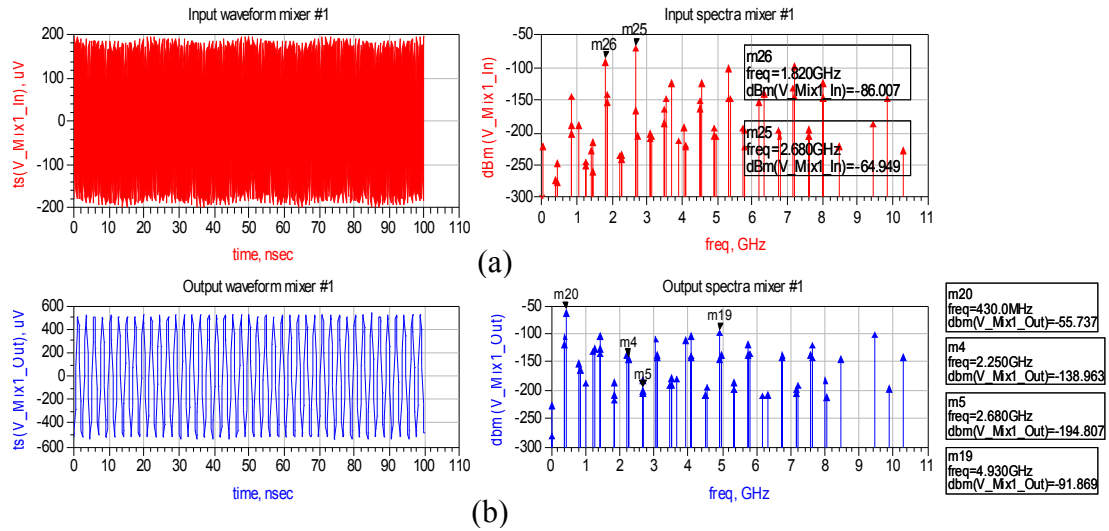 Input waveform mixer #1
ts(V_Mix1_In), uV
200
100
0
-100
-200
0 10 20 30 40 50 60 70 80 90 100 110
time, nsec
Input spectra mixer #1
dBm(V_Mix1_In)
-50
-100
-150
-200
-250
-300
0 1 2 3 4 5 6 7 8 9 10 11
freq, GHz
m26
m25
m26
freq=1.820GHz
dBm(V_Mix1_In)=-86.007
m25
freq=2.680GHz
dBm(V_Mix1_In)=-64.949
(a)
Output waveform mixer #1
ts(V_Mix1_Out), uV
600
400
200
0
-200
-400
-600
0 10 20 30 40 50 60 70 80 90 100 110
time, nsec
Output spectra mixer #1
dbm(V_Mix1_Out)
-50
-100
-150
-200
-250
-300
0 1 2 3 4 5 6 7 8 9 10 11
freq, GHz
m20
m4
m5
m19
m20
freq=430.0MHz
dbm(V_Mix1_Out)=-55.737
m4
freq=2.250GHz
dbm(V_Mix1_Out)=-138.963
m5
freq=2.680GHz
dbm(V_Mix1_Out)=-194.807
m19
freq=4.930GHz
dbm(V_Mix1_Out)=-91.869
(b)